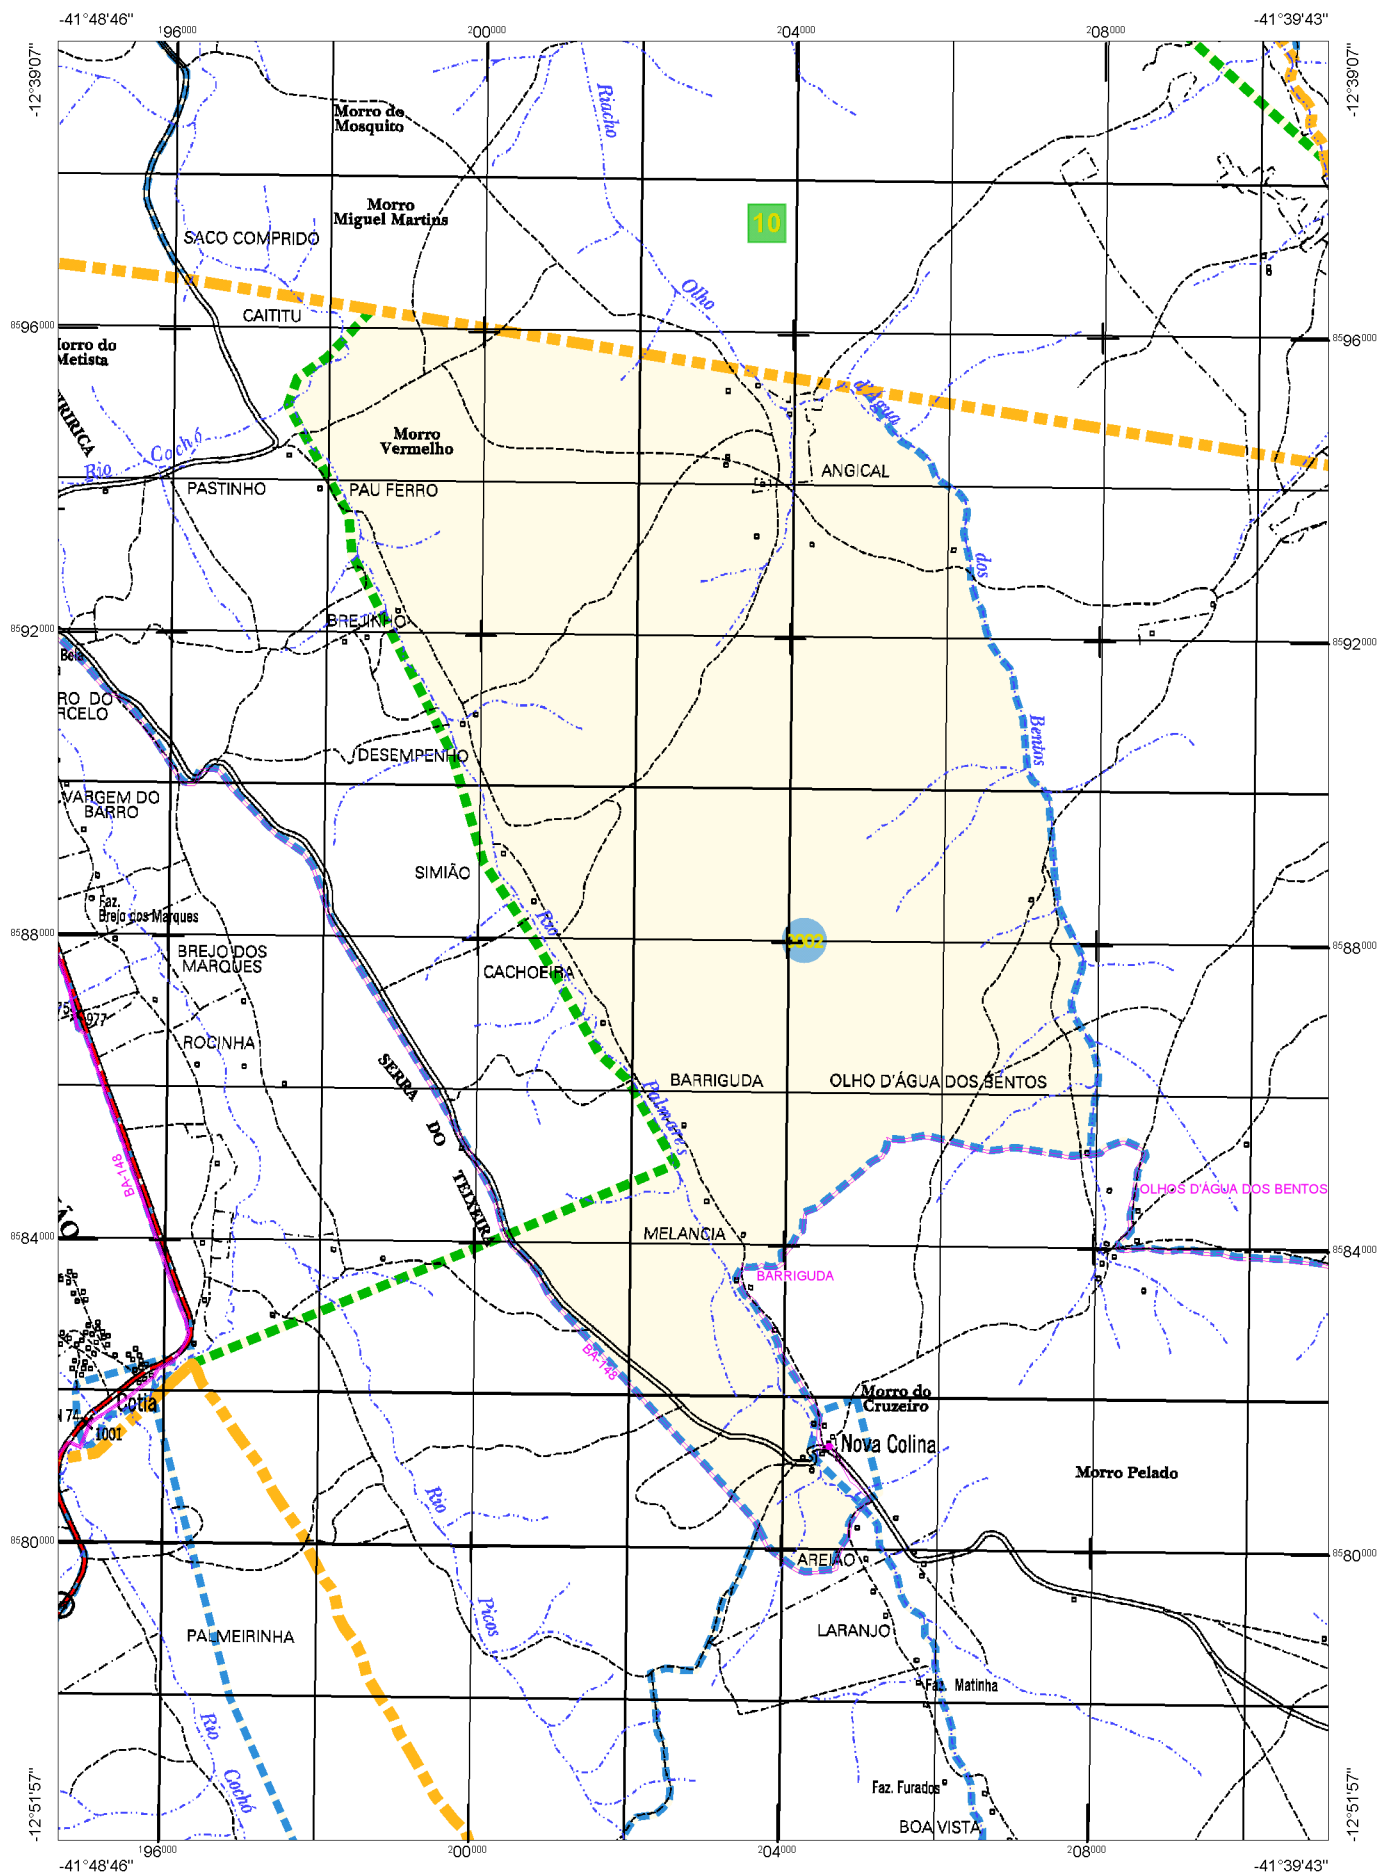 -41°48'46"
-41°39'43"
196000
200000
204000
208000
-12°39'07"
-12°39'07"
Riacho
Morro do
Mosquito
Morro
Miguel Martins
10
SACO COMPRIDO
Olho
CAITITU
8596000
8596000
Morro do
Metista
d'Água
IRIRICA
Morro
Vermelho
Rio
Cochó
ANGICAL
PASTINHO
PAU FERRO
dos
BREJINHO
8592000
8592000
Bela
RO DO
RCELO
Bentos
DESEMPENHO
VARGEM DO
BARRO
SIMIÃO
Faz.
Brejo dos Marques
Rio
8588000
8588000
BREJO DOS
MARQUES
CACHOEIRA
977
ROCINHA
SERRA
DO
TEIXEIRA
BARRIGUDA
OLHO D'ÁGUA DOS BENTOS
Palmares
BA-148
OLHOS D'ÁGUA DOS BENTOS
ÃO
MELANCIA
8584000
8584000
BARRIGUDA
BA-148
Morro do
Cruzeiro
Cotia
1001
Nova Colina
Morro Pelado
Rio
8580000
8580000
AREIÃO
Picos
PALMEIRINHA
LARANJO
Faz. Matinha
Rio
Cochó
Faz. Furados
BOA VISTA
-12°51'57"
-12°51'57"
196000
200000
204000
208000
-41°48'46"
-41°39'43"